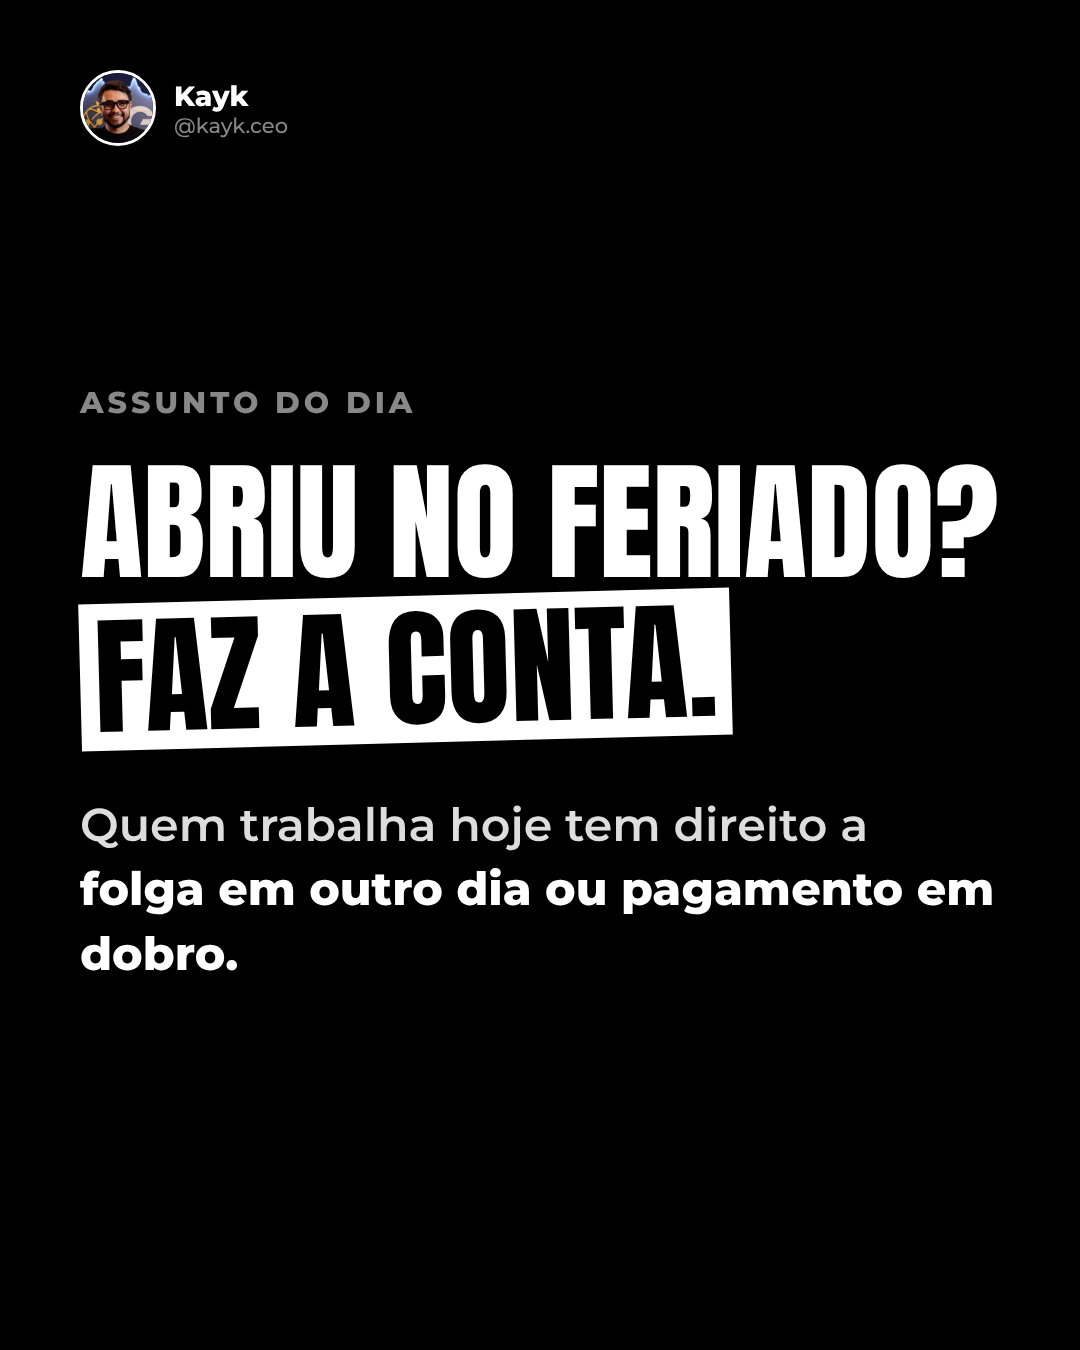 Kayk
@kayk.ceo
ASSUNTO DO DIA
ABRIU NO FERIADO?
FAZ A CONTA.
Quem trabalha hoje tem direito a
folga em outro dia ou pagamento em
dobro.